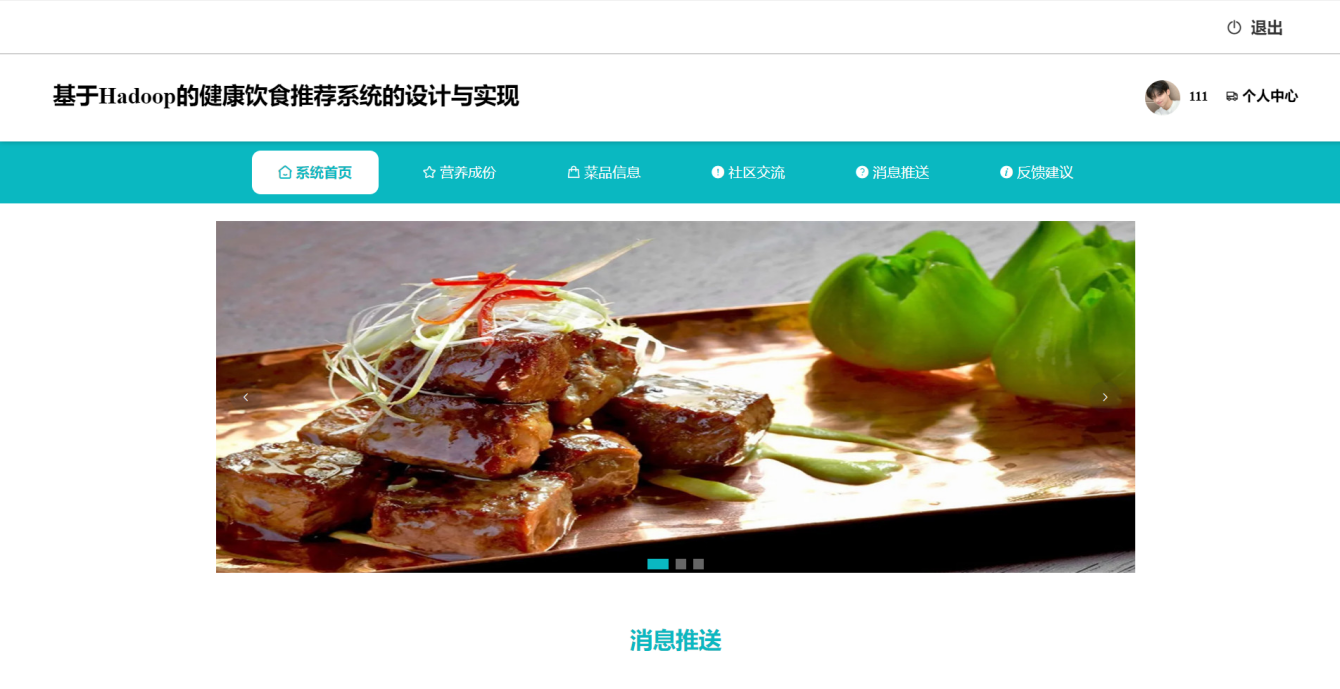 退出
基于Hadoop的健康饮食推荐系统的设计与实现
111 个人中心
系统首页 营养成份 菜品信息 社区交流 消息推送 反馈建议
消息推送